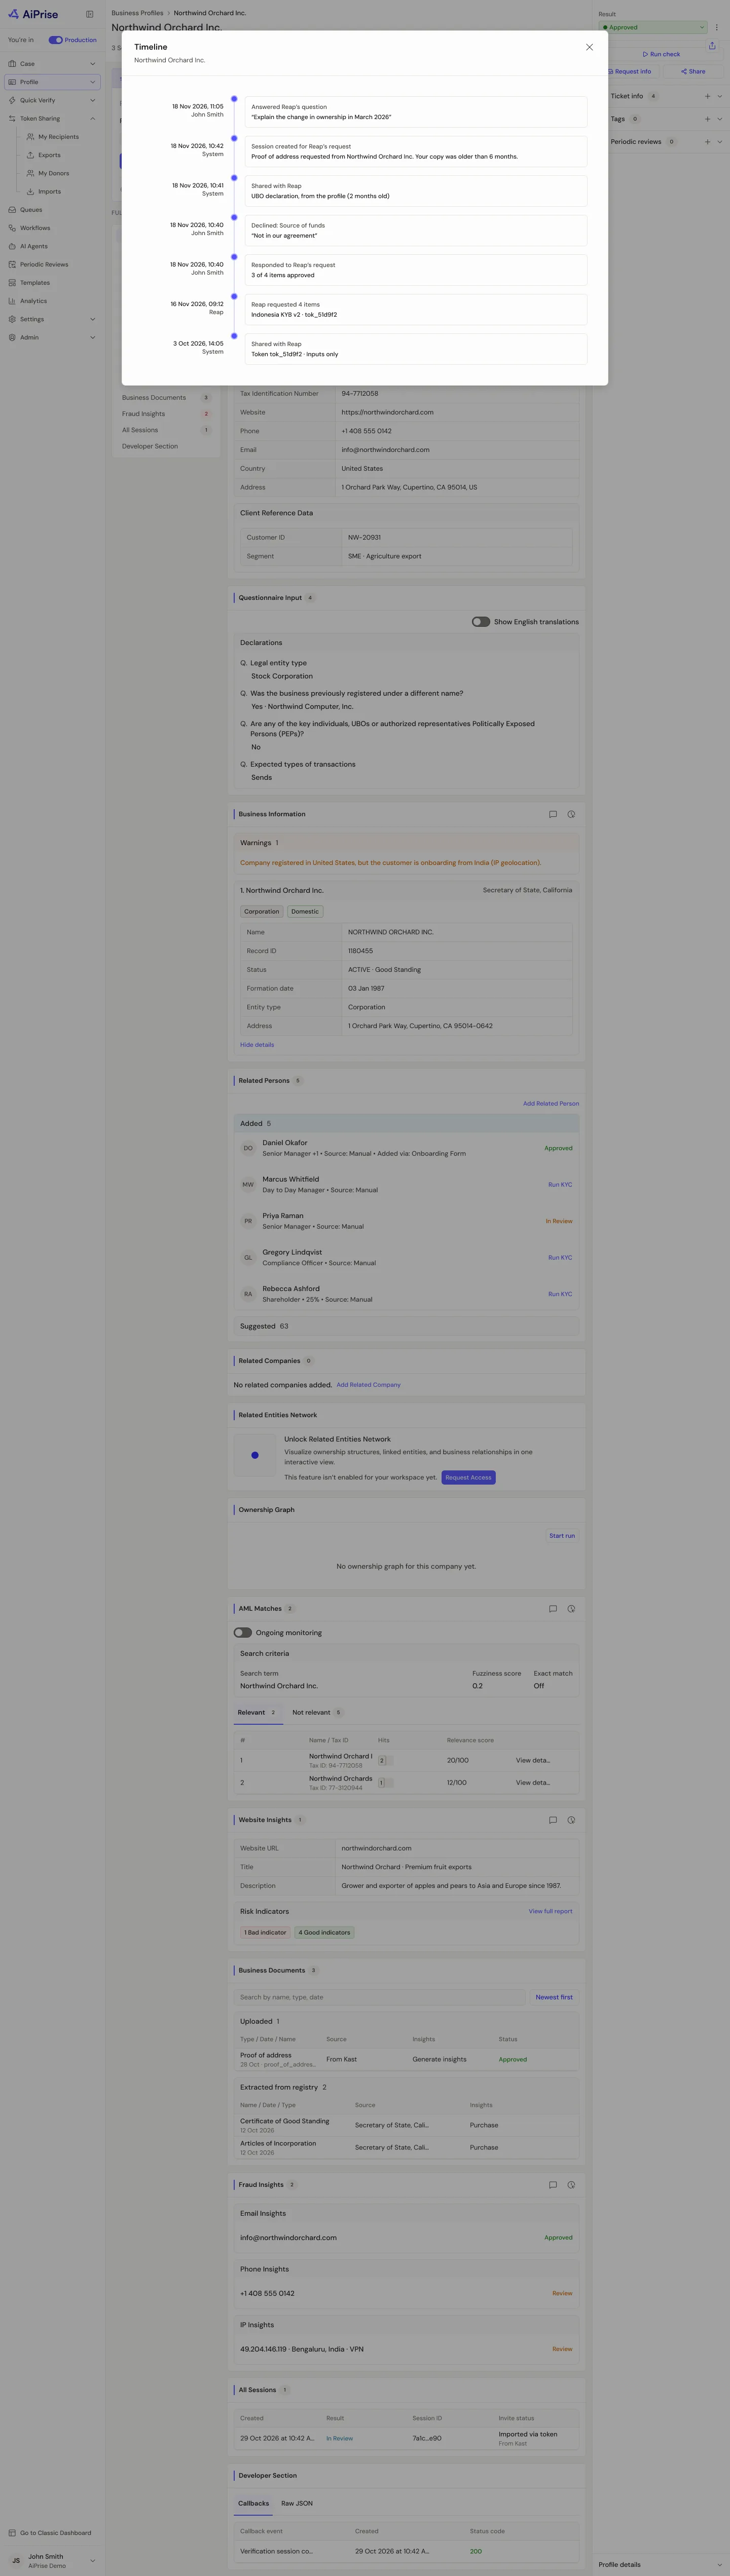 AiPrise
You're in
Production
Case
Profile
Quick Verify
Token Sharing
My Recipients
Exports
My Donors
Imports
Queues
Workflows
AI Agents
Periodic Reviews
Templates
Analytics
Settings
Admin
Go to Classic Dashboard
JS
John Smith
AiPrise Demo
Business Profiles > Northwind Orchard Inc.
Northwind Orchard Inc.
Result
Approved
Run check
Request info
Share
Ticket info 4
Tags 0
Periodic reviews 0
Timeline
Northwind Orchard Inc.
18 Nov 2026, 11:05
John Smith
Answered Reap's question
"Explain the change in ownership in March 2026"
18 Nov 2026, 10:42
System
Session created for Reap's request
Proof of address requested from Northwind Orchard Inc. Your copy was older than 6 months.
18 Nov 2026, 10:41
System
Shared with Reap
UBO declaration, from the profile (2 months old)
18 Nov 2026, 10:40
John Smith
Declined: Source of funds
"Not in our agreement"
18 Nov 2026, 10:40
John Smith
Responded to Reap's request
3 of 4 items approved
16 Nov 2026, 09:12
Reap
Reap requested 4 items
Indonesia KYB v2 · tok_51d9f2
3 Oct 2026, 14:05
System
Shared with Reap
Token tok_51d9f2 · Inputs only
Business Documents 3
Fraud Insights 2
All Sessions 1
Developer Section
Tax Identification Number 94-7712058
Website https://northwindorchard.com
Phone +1 408 555 0142
Email info@northwindorchard.com
Country United States
Address 1 Orchard Park Way, Cupertino, CA 95014, US
Client Reference Data
Customer ID NW-20931
Segment SME · Agriculture export
Questionnaire Input 4
Show English translations
Declarations
Q. Legal entity type
Stock Corporation
Q. Was the business previously registered under a different name?
Yes · Northwind Computer, Inc.
Q. Are any of the key individuals, UBOs or authorized representatives Politically Exposed
Persons (PEPs)?
No
Q. Expected types of transactions
Sends
Business Information
Warnings 1
Company registered in United States, but the customer is onboarding from India (IP geolocation).
1. Northwind Orchard Inc.
Secretary of State, California
Corporation
Domestic
Name NORTHWIND ORCHARD INC.
Record ID 1180455
Status ACTIVE · Good Standing
Formation date 03 Jan 1987
Entity type Corporation
Address 1 Orchard Park Way, Cupertino, CA 95014-0642
Hide details
Related Persons 5
Add Related Person
Added 5
DO
Daniel Okafor
Senior Manager +1 • Source: Manual • Added via: Onboarding Form
Approved
MW
Marcus Whitfield
Day to Day Manager • Source: Manual
Run KYC
PR
Priya Raman
Senior Manager • Source: Manual
In Review
GL
Gregory Lindqvist
Compliance Officer • Source: Manual
Run KYC
RA
Rebecca Ashford
Shareholder • 25% • Source: Manual
Run KYC
Suggested 63
Related Companies 0
No related companies added. Add Related Company
Related Entities Network
Unlock Related Entities Network
Visualize ownership structures, linked entities, and business relationships in one
interactive view.
This feature isn't enabled for your workspace yet. Request Access
Ownership Graph
Start run
No ownership graph for this company yet.
AML Matches 2
Ongoing monitoring
Search criteria
Search term Fuzziness score Exact match
Northwind Orchard Inc. 0.2 Off
Relevant 2 Not relevant 5
# Name / Tax ID Hits Relevance score
1 Northwind Orchard I 2 20/100 View deta...
Tax ID: 94-7712058
2 Northwind Orchards 1 12/100 View deta...
Tax ID: 77-3120944
Website Insights 1
Website URL northwindorchard.com
Title Northwind Orchard · Premium fruit exports
Description Grower and exporter of apples and pears to Asia and Europe since 1987.
Risk Indicators
View full report
1 Bad indicator
4 Good indicators
Business Documents 3
Search by name, type, date
Newest first
Uploaded 1
Type / Date / Name Source Insights Status
Proof of address From Kast Generate insights Approved
28 Oct · proof_of_addres...
Extracted from registry 2
Name / Date / Type Source Insights
Certificate of Good Standing Secretary of State, Cali... Purchase
12 Oct 2026
Articles of Incorporation Secretary of State, Cali... Purchase
12 Oct 2026
Fraud Insights 2
Email Insights
info@northwindorchard.com Approved
Phone Insights
+1 408 555 0142 Review
IP Insights
49.204.146.119 · Bengaluru, India · VPN Review
All Sessions 1
Created Result Session ID Invite status
29 Oct 2026 at 10:42 A... In Review 7a1c...e90 Imported via token
From Kast
Developer Section
Callbacks Raw JSON
Callback event Created Status code
Verification session co... 29 Oct 2026 at 10:42 A... 200
Profile details